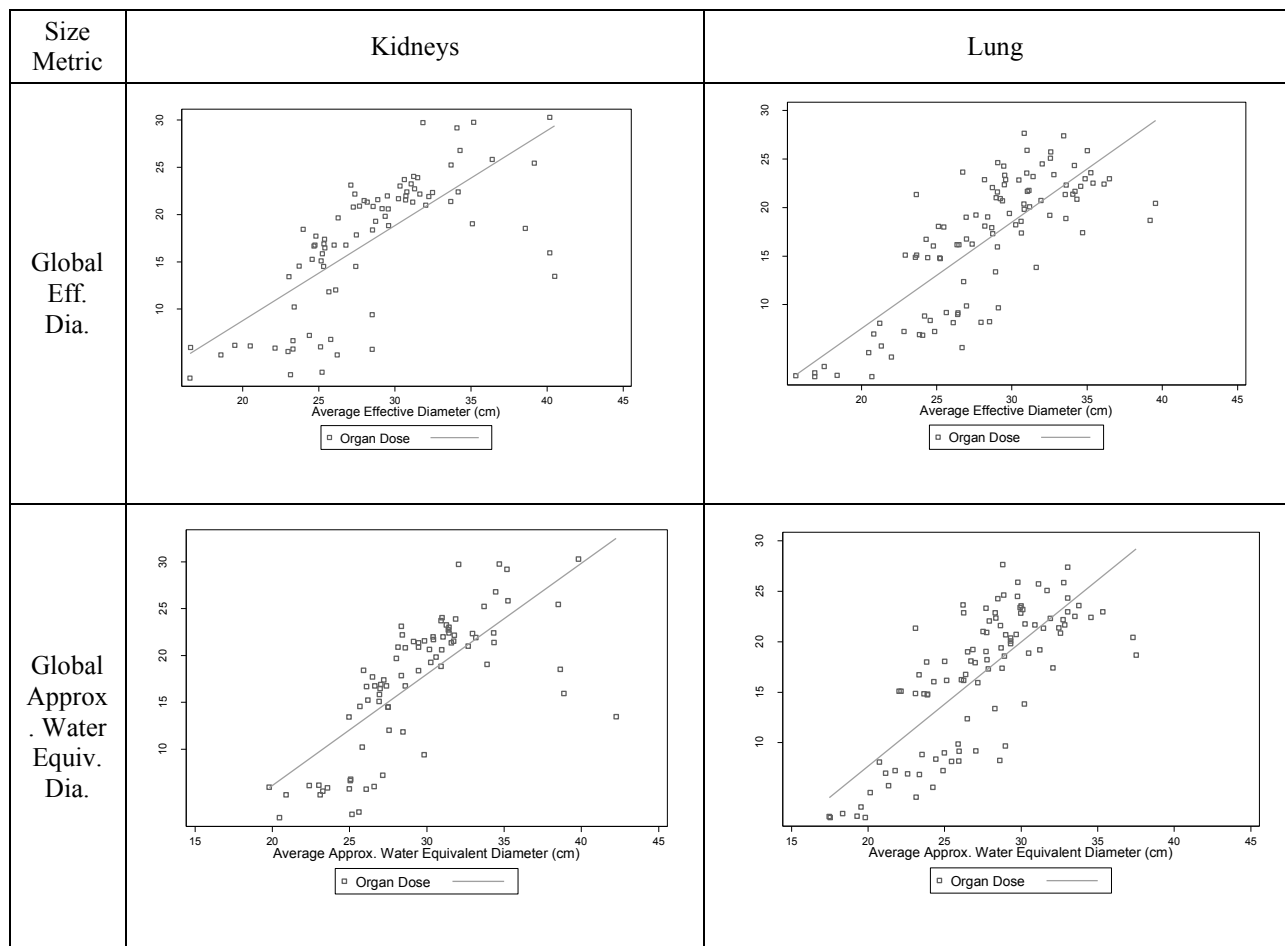 Size
Metric
Kidneys
Lung
Global
Eff.
Dia.
30
25
20
15
10
20 25 30 35 40 45
Average Effective Diameter (cm)
Organ Dose
30
25
20
15
10
20 25 30 35 40 45
Average Effective Diameter (cm)
Organ Dose
Global
Approx
. Water
Equiv.
Dia.
30
25
20
15
10
15 20 25 30 35 40 45
Average Approx. Water Equivalent Diameter (cm)
Organ Dose
30
25
20
15
10
15 20 25 30 35 40 45
Average Approx. Water Equivalent Diameter (cm)
Organ Dose